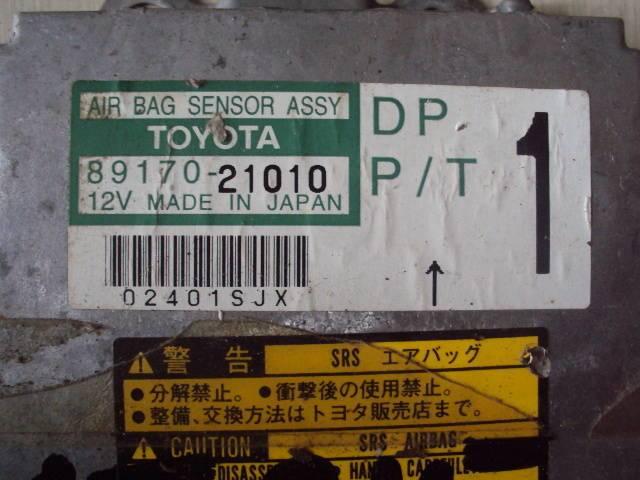 AIR BAG SENSOR ASSY
TOYOTA
89170-21010
12V MADE IN JAPAN
DP
P/T
1
02401SJX
警告 SRS エアバッグ
●分解禁止。●衝撃後の使用禁止。
●整備、交換方法はトヨタ販売店まで。
CAUTION SRS AIRBAG